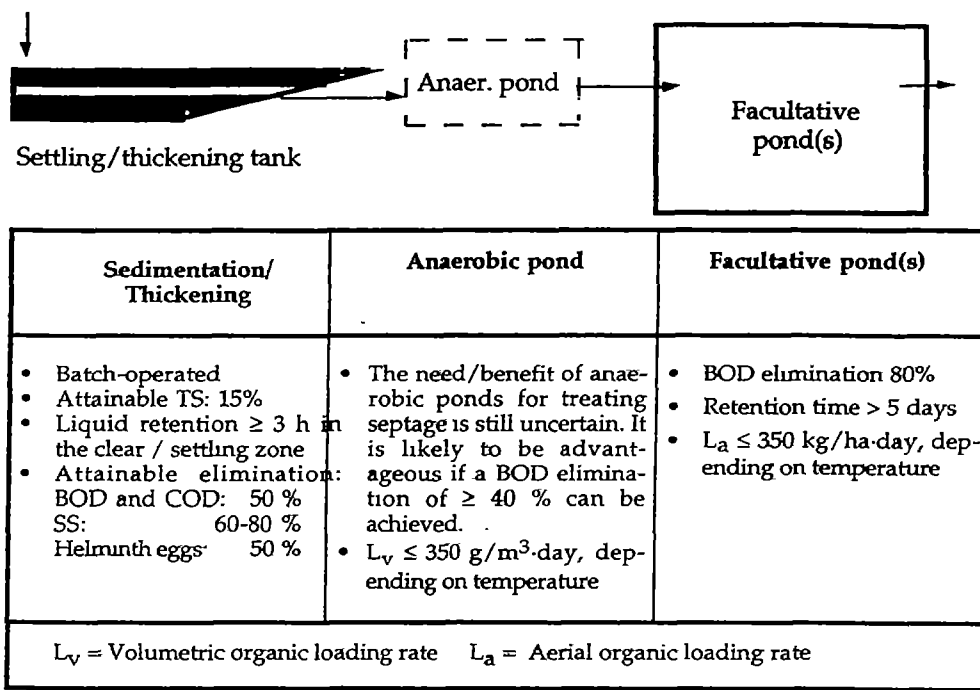 Anaer. pond
Facultative
pond(s)
Settling/thickening tank
Sedimentation/
Thickening
• Batch-operated
• Attainable TS: 15%
• Liquid retention ≥ 3 h in
the clear / settling zone
• Attainable elimination:
BOD and COD: 50 %
SS: 60-80 %
Helminth eggs· 50 %
Anaerobic pond
• The need/benefit of anae-
robic ponds for treating
septage is still uncertain. It
is likely to be advant-
ageous if a BOD elimina-
tion of ≥ 40 % can be
achieved.
• Lv ≤ 350 g/m³·day, dep-
ending on temperature
Facultative pond(s)
• BOD elimination 80%
• Retention time > 5 days
• La ≤ 350 kg/ha·day, dep-
ending on temperature
Lv = Volumetric organic loading rate La = Aerial organic loading rate